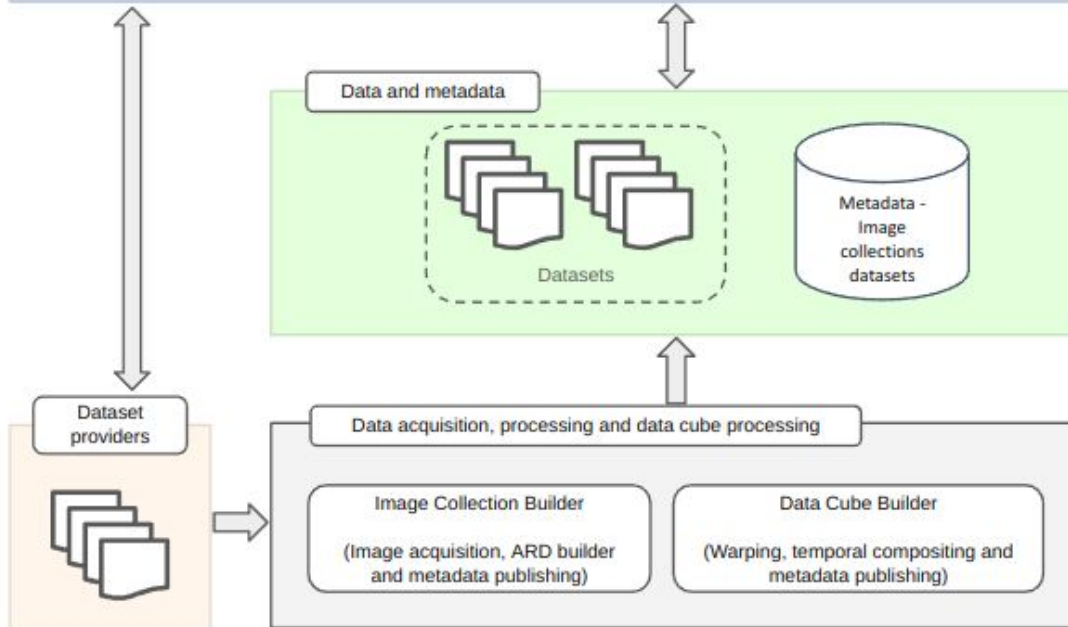 Data and metadata
Datasets
Metadata -
Image
collections
datasets
Dataset
providers
Data acquisition, processing and data cube processing
Image Collection Builder
(Image acquisition, ARD builder
and metadata publishing)
Data Cube Builder
(Warping, temporal compositing and
metadata publishing)